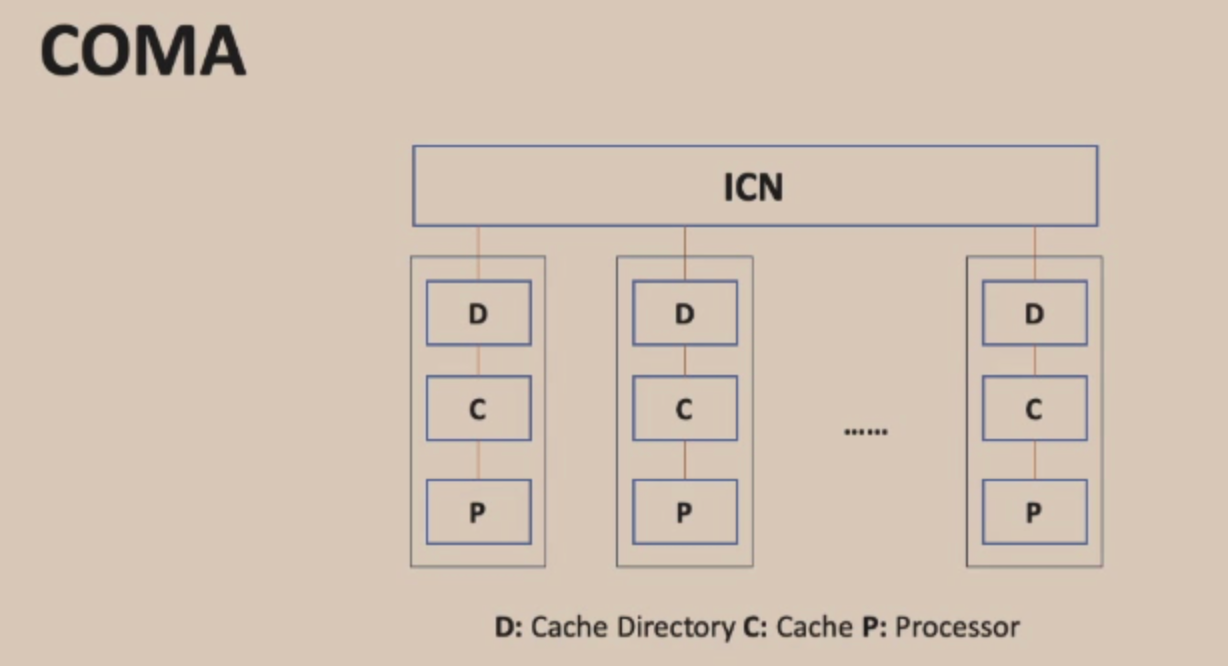 COMA
ICN
D D D
C C C
......
P P P
D: Cache Directory C: Cache P: Processor